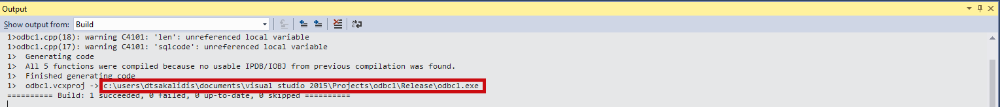 Output
Show output from: Build
1>odbc1.cpp(18): warning C4101: 'len': unreferenced local variable
1>odbc1.cpp(17): warning C4101: 'sqlcode': unreferenced local variable
1>  Generating code
1>  All 5 functions were compiled because no usable IPDB/IOBJ from previous compilation was found.
1>  Finished generating code
1>  odbc1.vcxproj -> c:\users\dtsakalidis\documents\visual studio 2015\Projects\odbc1\Release\odbc1.exe
========== Build: 1 succeeded, 0 failed, 0 up-to-date, 0 skipped ==========